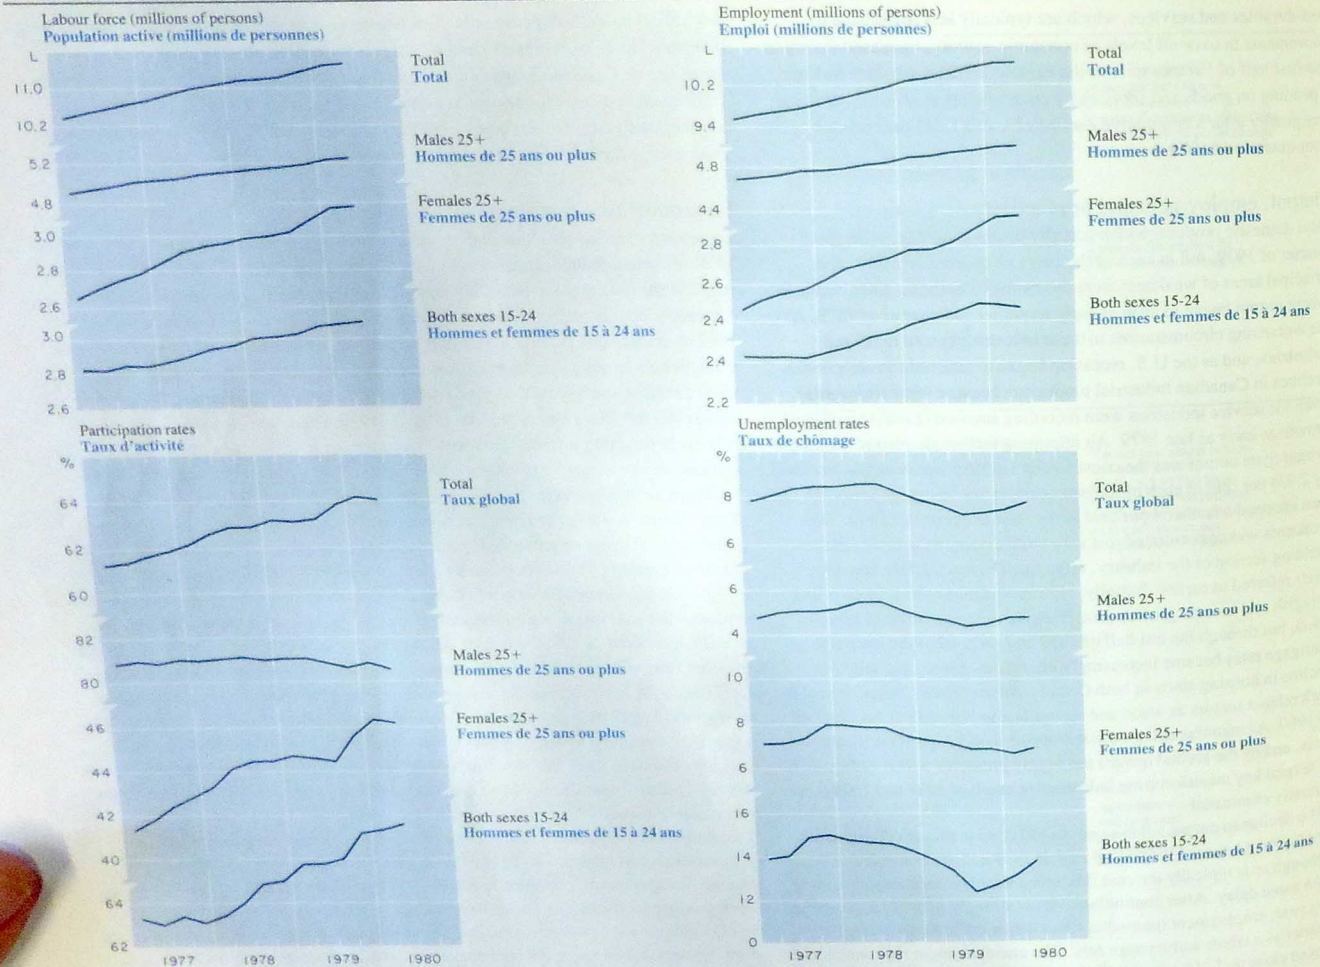 Labour force (millions of persons)
Population active (millions de personnes)
L
11.0
10.2
5.2
4.8
3.0
2.8
2.6
3.0
2.8
2.6
Total
Total
Males 25+
Hommes de 25 ans ou plus
Females 25+
Femmes de 25 ans ou plus
Both sexes 15-24
Hommes et femmes de 15 à 24 ans
Employment (millions of persons)
Emploi (millions de personnes)
L
10.2
9.4
4.8
4.4
2.8
2.6
2.4
2.4
2.2
Total
Total
Males 25+
Hommes de 25 ans ou plus
Females 25+
Femmes de 25 ans ou plus
Both sexes 15-24
Hommes et femmes de 15 à 24 ans
Participation rates
Taux d'activité
%
64
62
60
82
80
46
44
42
40
64
62
Total
Taux global
Males 25+
Hommes de 25 ans ou plus
Females 25+
Femmes de 25 ans ou plus
Both sexes 15-24
Hommes et femmes de 15 à 24 ans
1977 1978 1979 1980
Unemployment rates
Taux de chômage
%
8
6
6
4
10
8
6
16
14
12
0
Total
Taux global
Males 25+
Hommes de 25 ans ou plus
Females 25+
Femmes de 25 ans ou plus
Both sexes 15-24
Hommes et femmes de 15 à 24 ans
1977 1978 1979 1980